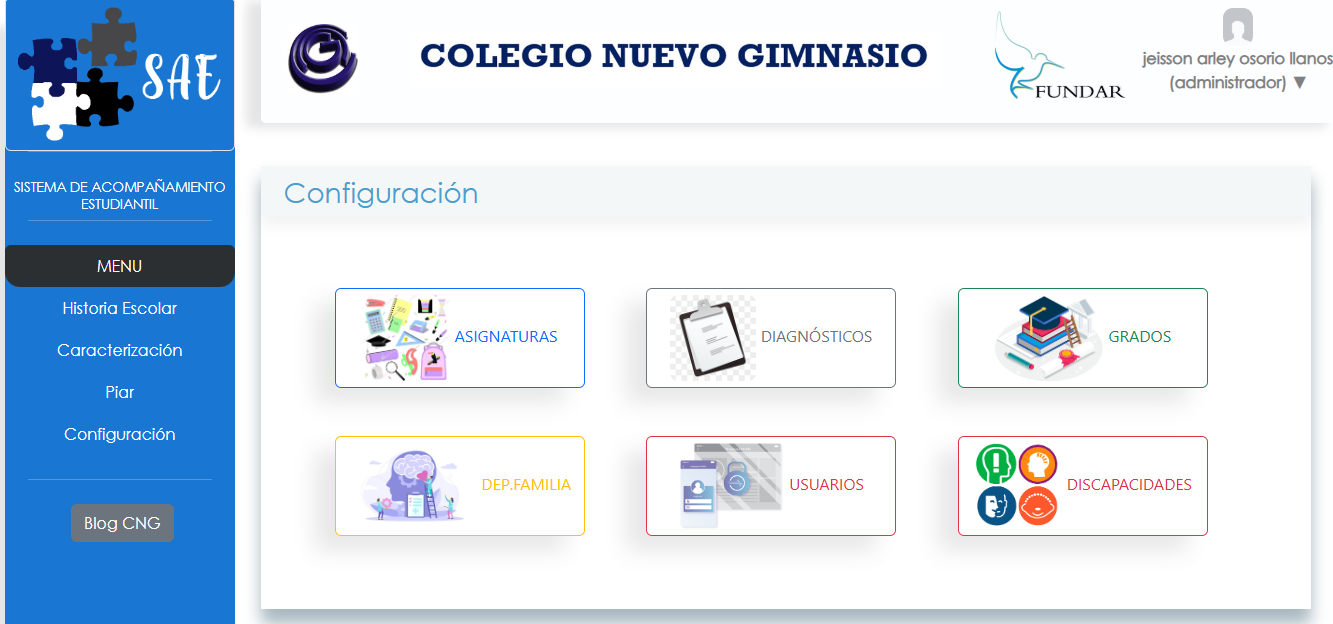 SAE
COLEGIO NUEVO GIMNASIO
FUNDAR
jeisson arley osorio llanos
(administrador) ▼
SISTEMA DE ACOMPAÑAMIENTO
ESTUDIANTIL
MENU
Historia Escolar
Caracterización
Piar
Configuración
Blog CNG
Configuración
ASIGNATURAS
DIAGNÓSTICOS
GRADOS
DEP.FAMILIA
USUARIOS
DISCAPACIDADES